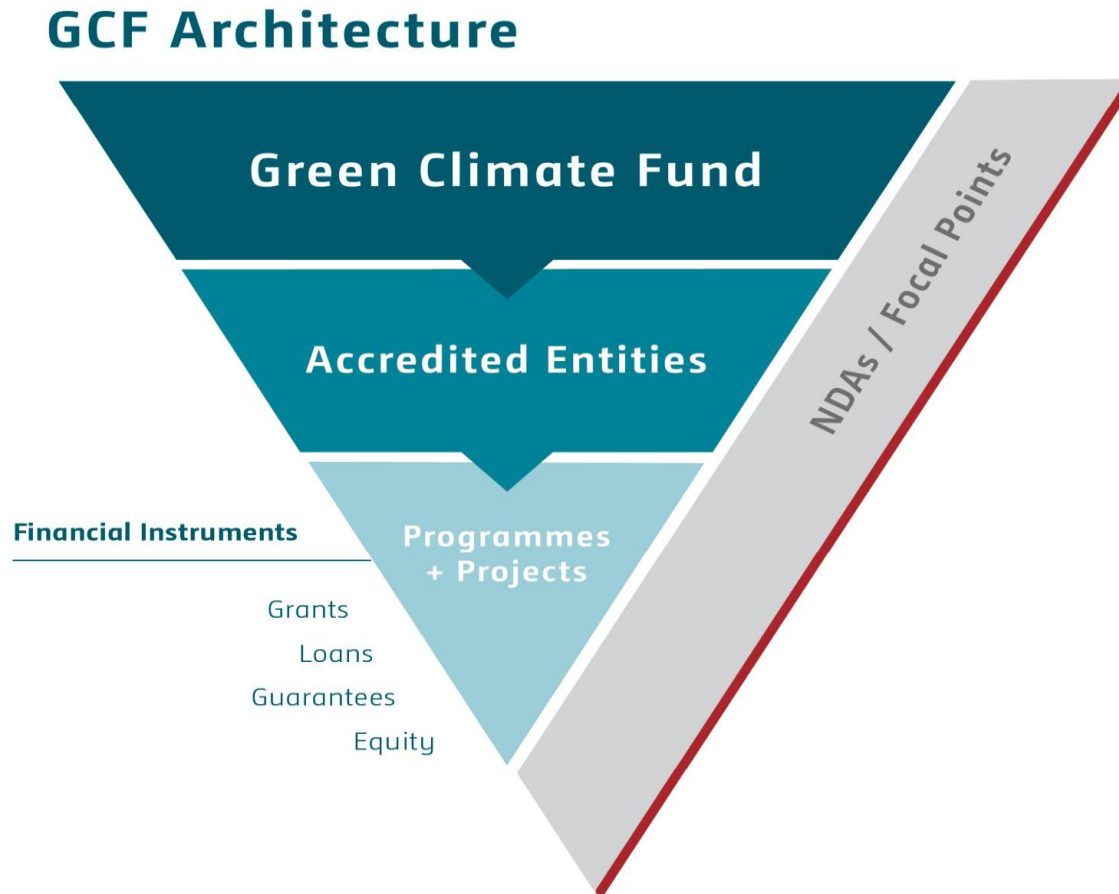 GCF Architecture
Green Climate Fund
NDAs / Focal Points
Accredited Entities
Programmes
+ Projects
Financial Instruments
Grants
Loans
Guarantees
Equity